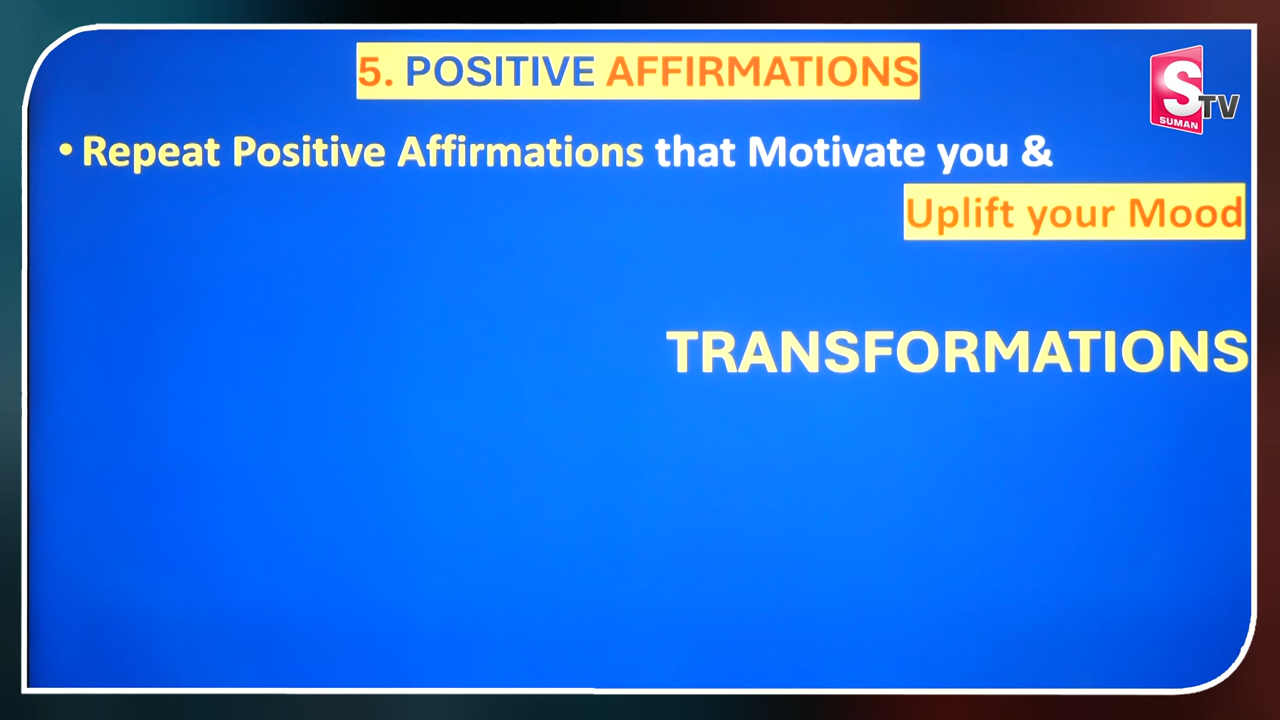 5. POSITIVE AFFIRMATIONS
S TV
SUMAN
• Repeat Positive Affirmations that Motivate you &
Uplift your Mood
TRANSFORMATIONS